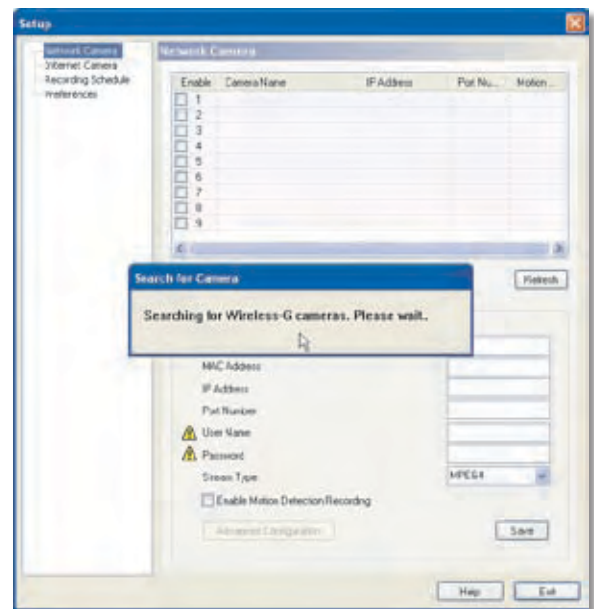 Setup
Network Camera
Internet Camera
Recording Schedule
Preferences
Network Camera
Enable Camera Name IP Address Port Nu... Motion ...
1
2
3
4
5
6
7
8
9
Refresh
Search for Camera
Searching for Wireless-G cameras. Please wait..
MAC Address
IP Address
Port Number
User Name
Password
Stream Type MPEG4
Enable Motion Detection Recording
Advanced Configuration Save
Help Exit